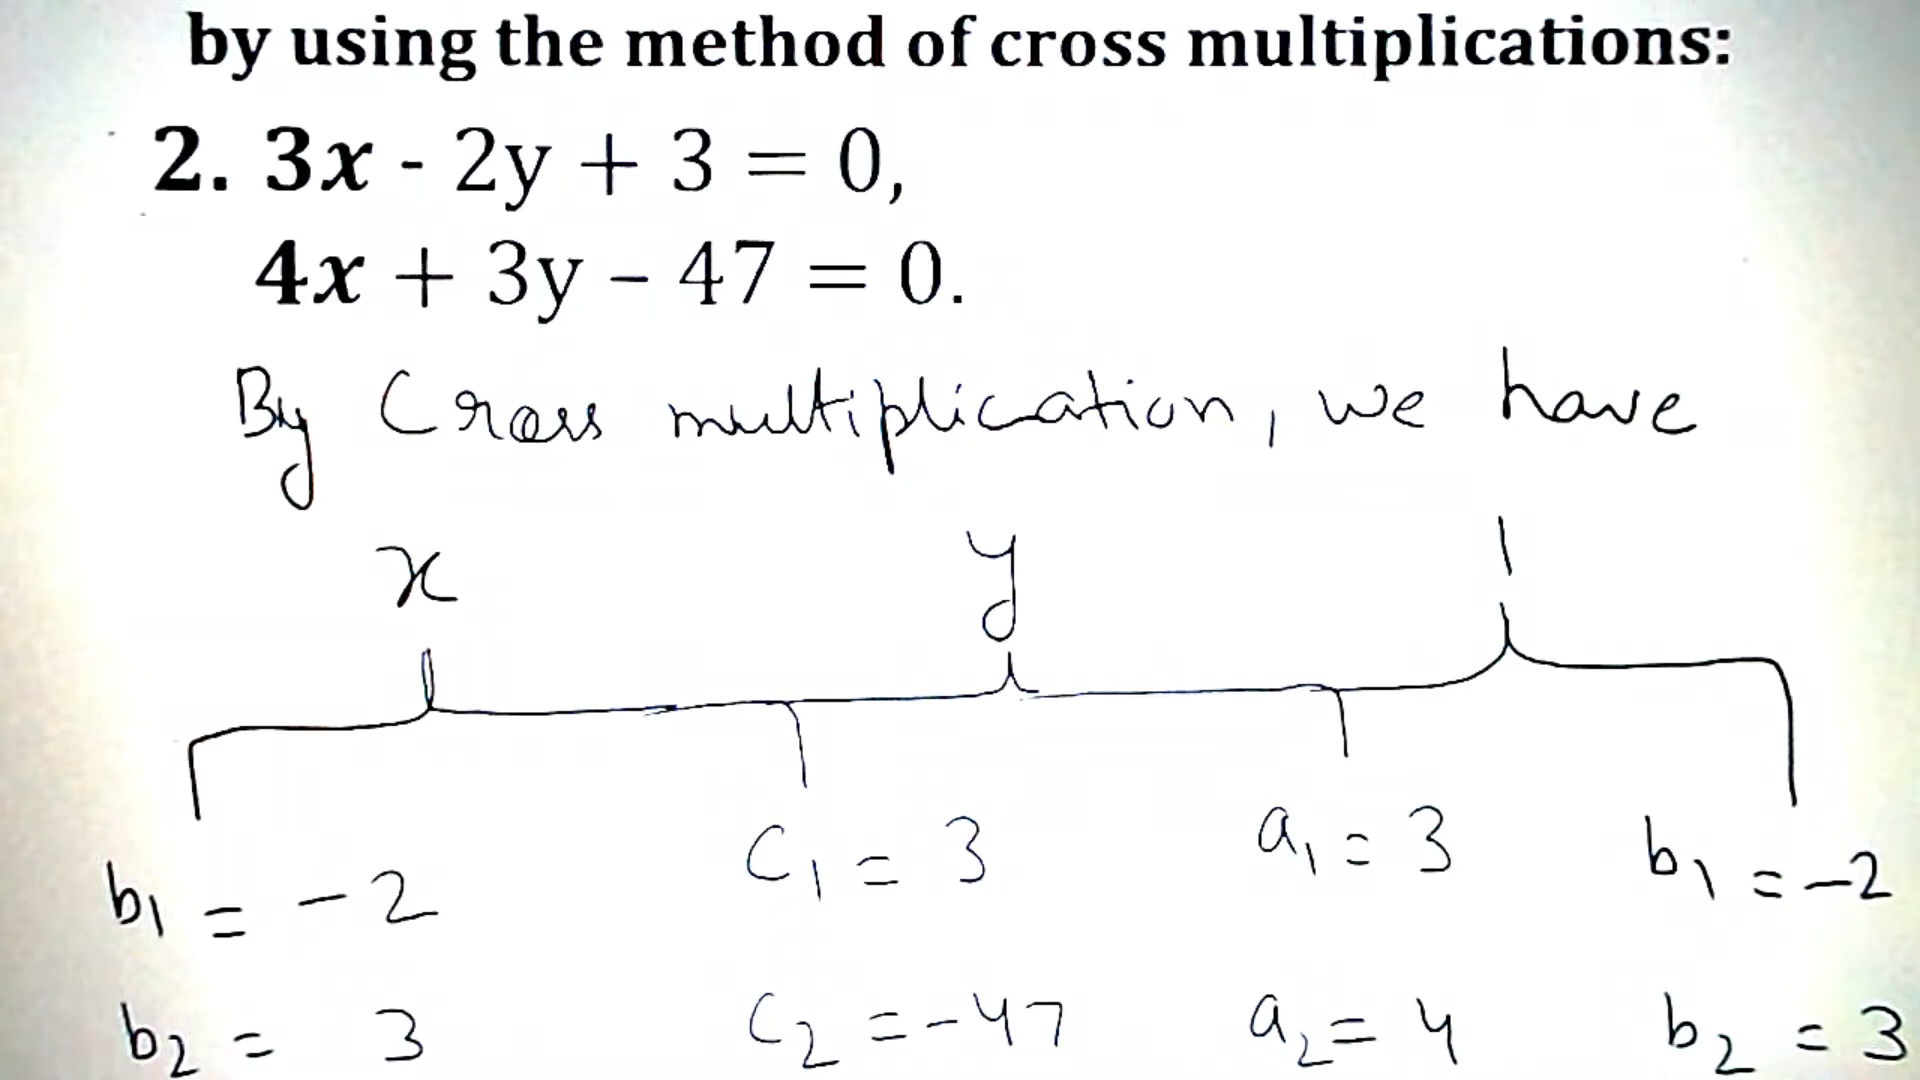 by using the method of cross multiplications:
2. 3x - 2y + 3 = 0,
4x + 3y – 47 = 0.
By Cross multiplication, we have
x y 1
b₁ = -2 c₁ = 3 a₁ = 3 b₁ = -2
b₂ = 3 c₂ = -47 a₂ = 4 b₂ = 3